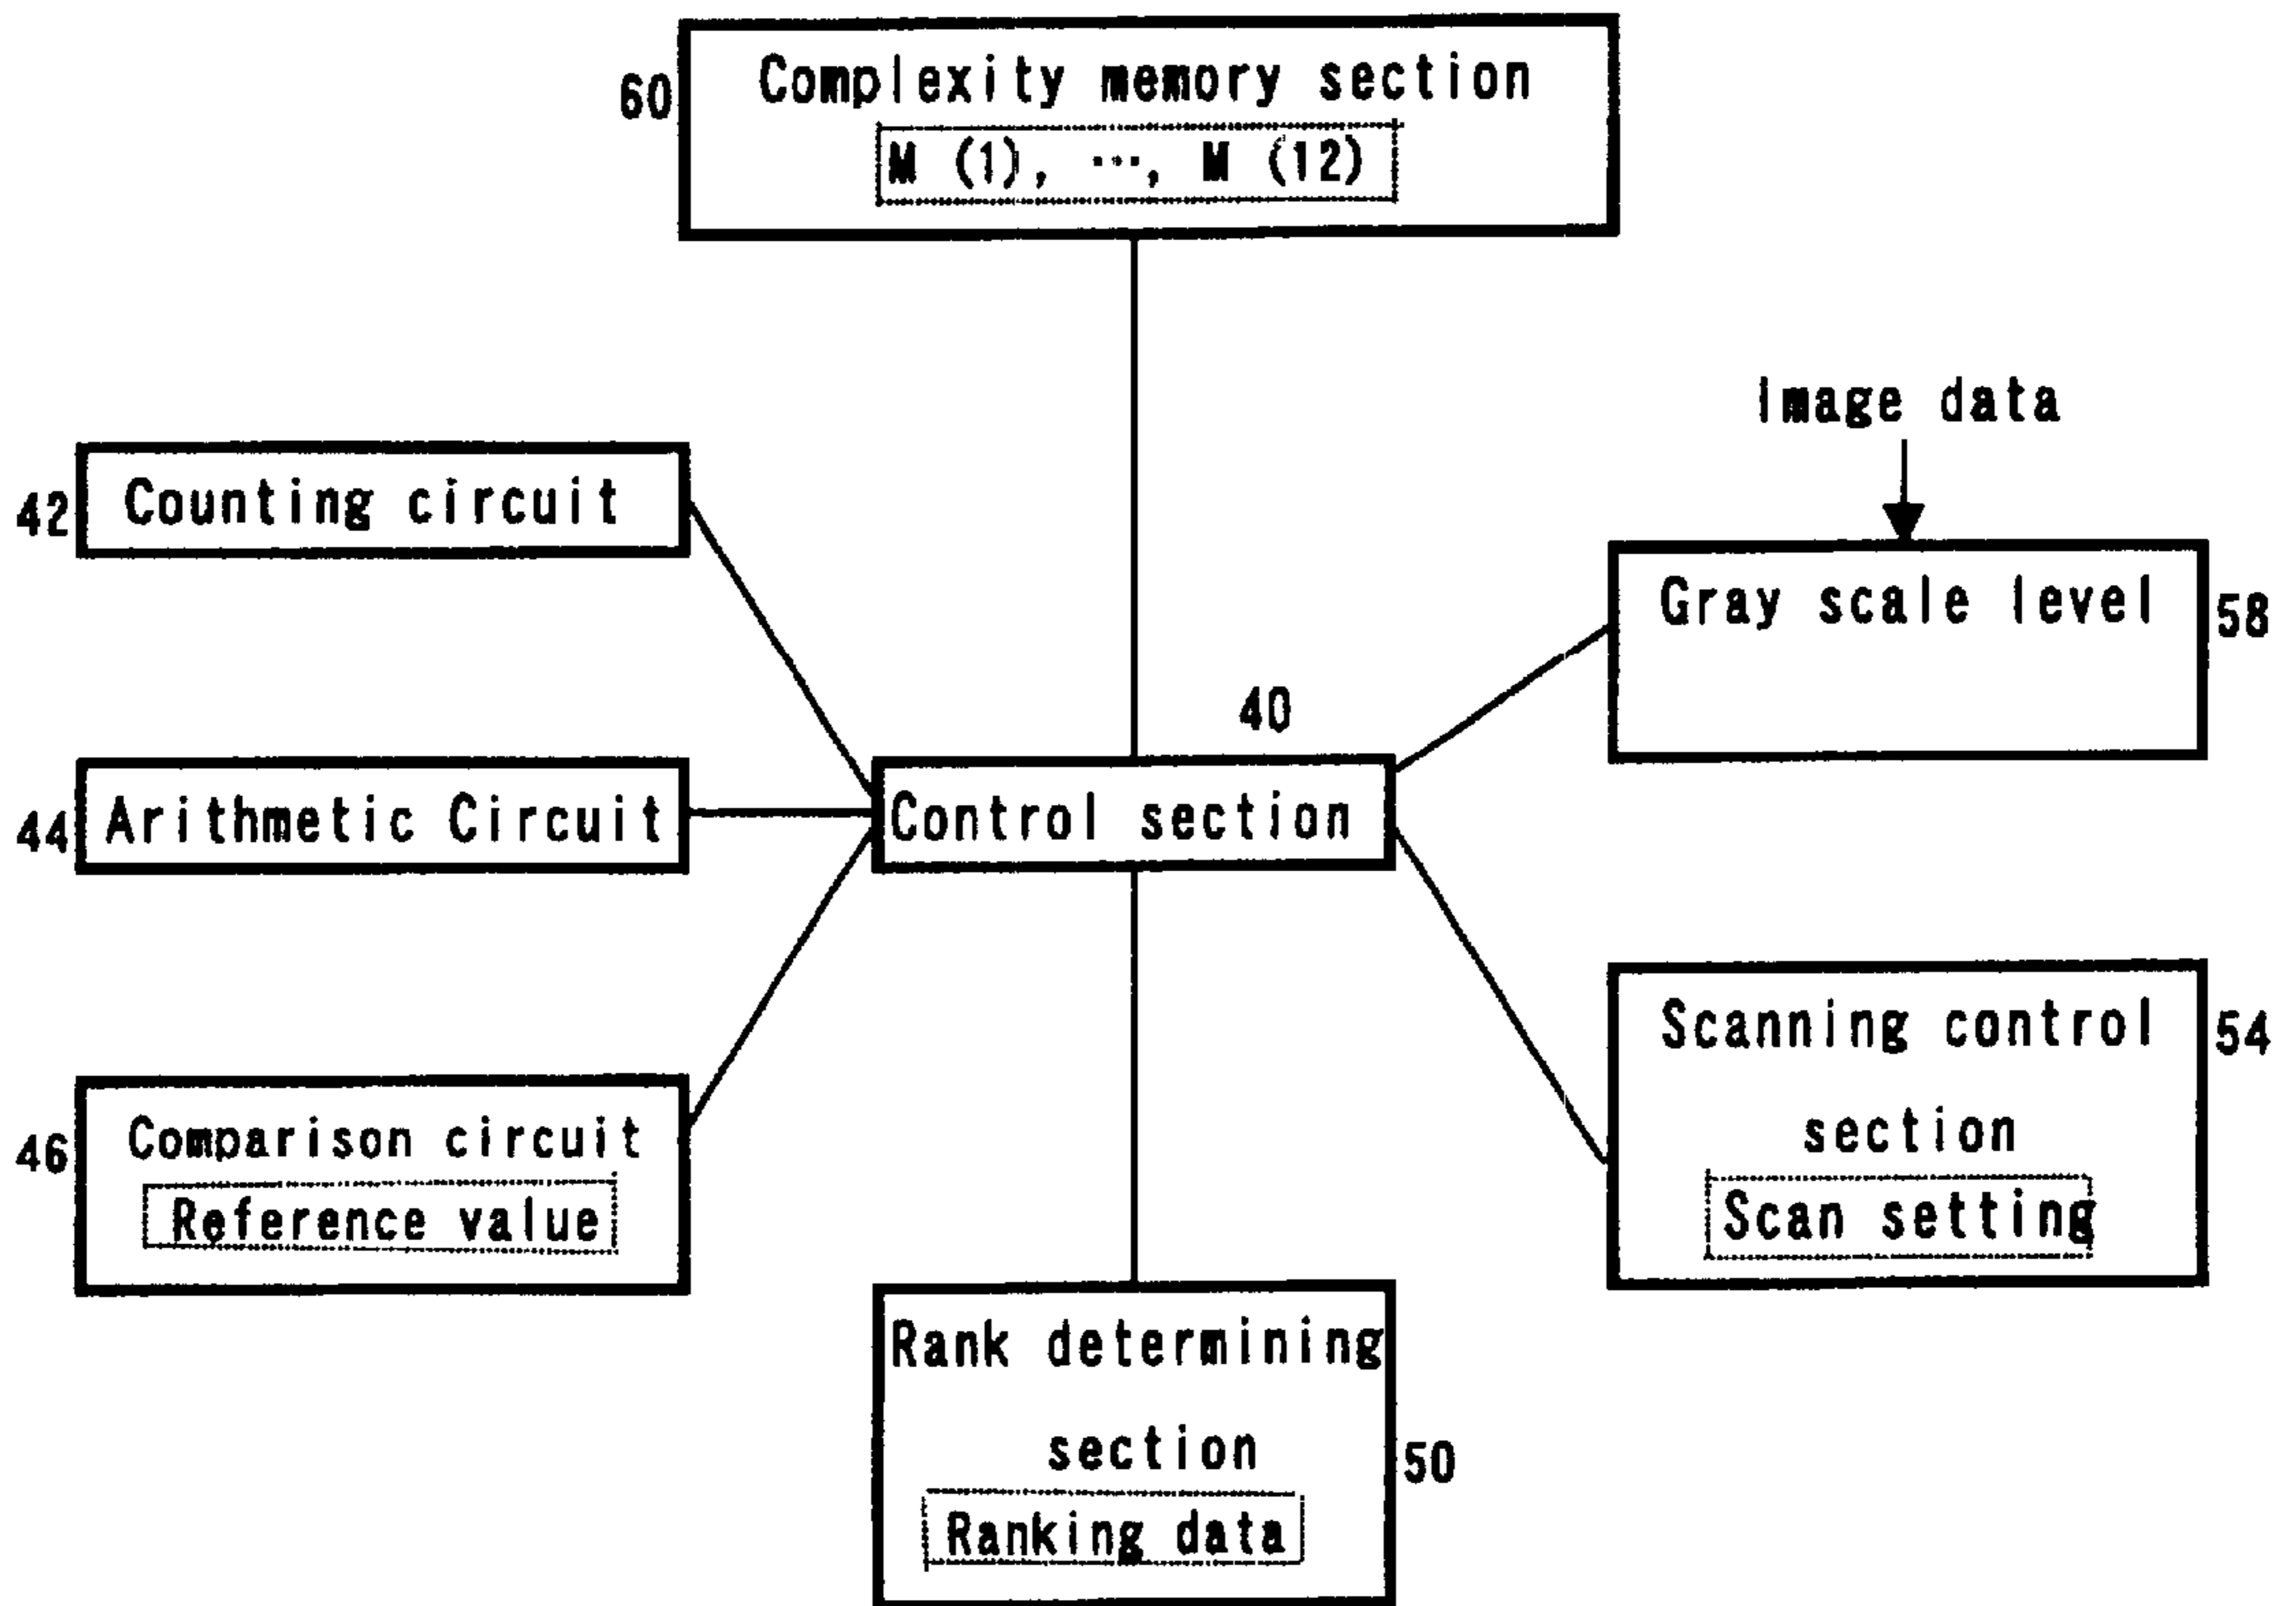 60
Complexity memory section
M (1), …, M (12)
Image data
42
Counting circuit
Gray scale level
58
40
44
Arithmetic Circuit
Control section
Scanning control
section
54
Scan setting
46
Comparison circuit
Reference value
Rank determining
section
50
Ranking data